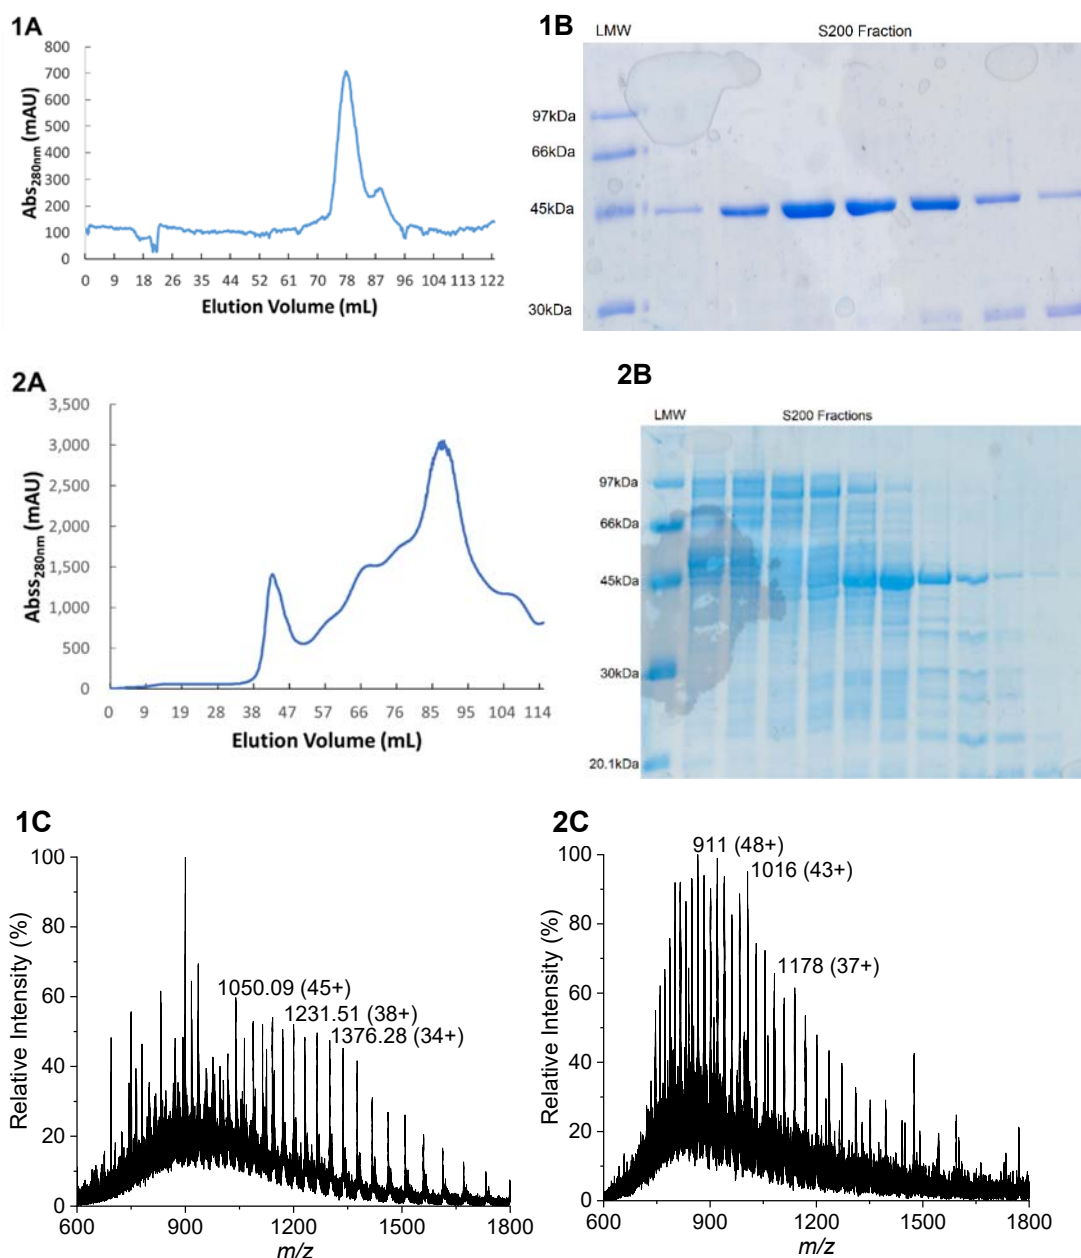 1A
800
700
600
500
400
300
200
100
0
Abs280nm (mAU)
0 9 18 26 35 44 52 61 70 78 87 96 104 113 122
Elution Volume (mL)
1B
LMW S200 Fraction
97kDa
66kDa
45kDa
30kDa
2A
3,500
3,000
2,500
2,000
1,500
1,000
500
0
Abss280nm (mAU)
0 9 19 28 38 47 57 66 76 85 95 104 114
Elution Volume (mL)
2B
LMW S200 Fractions
97kDa
66kDa
45kDa
30kDa
20.1kDa
1C
100
80
60
40
20
0
Relative Intensity (%)
1050.09 (45+)
1231.51 (38+)
1376.28 (34+)
600 900 1200 1500 1800
m/z
2C
100
80
60
40
20
0
Relative Intensity (%)
911 (48+)
1016 (43+)
1178 (37+)
600 900 1200 1500 1800
m/z